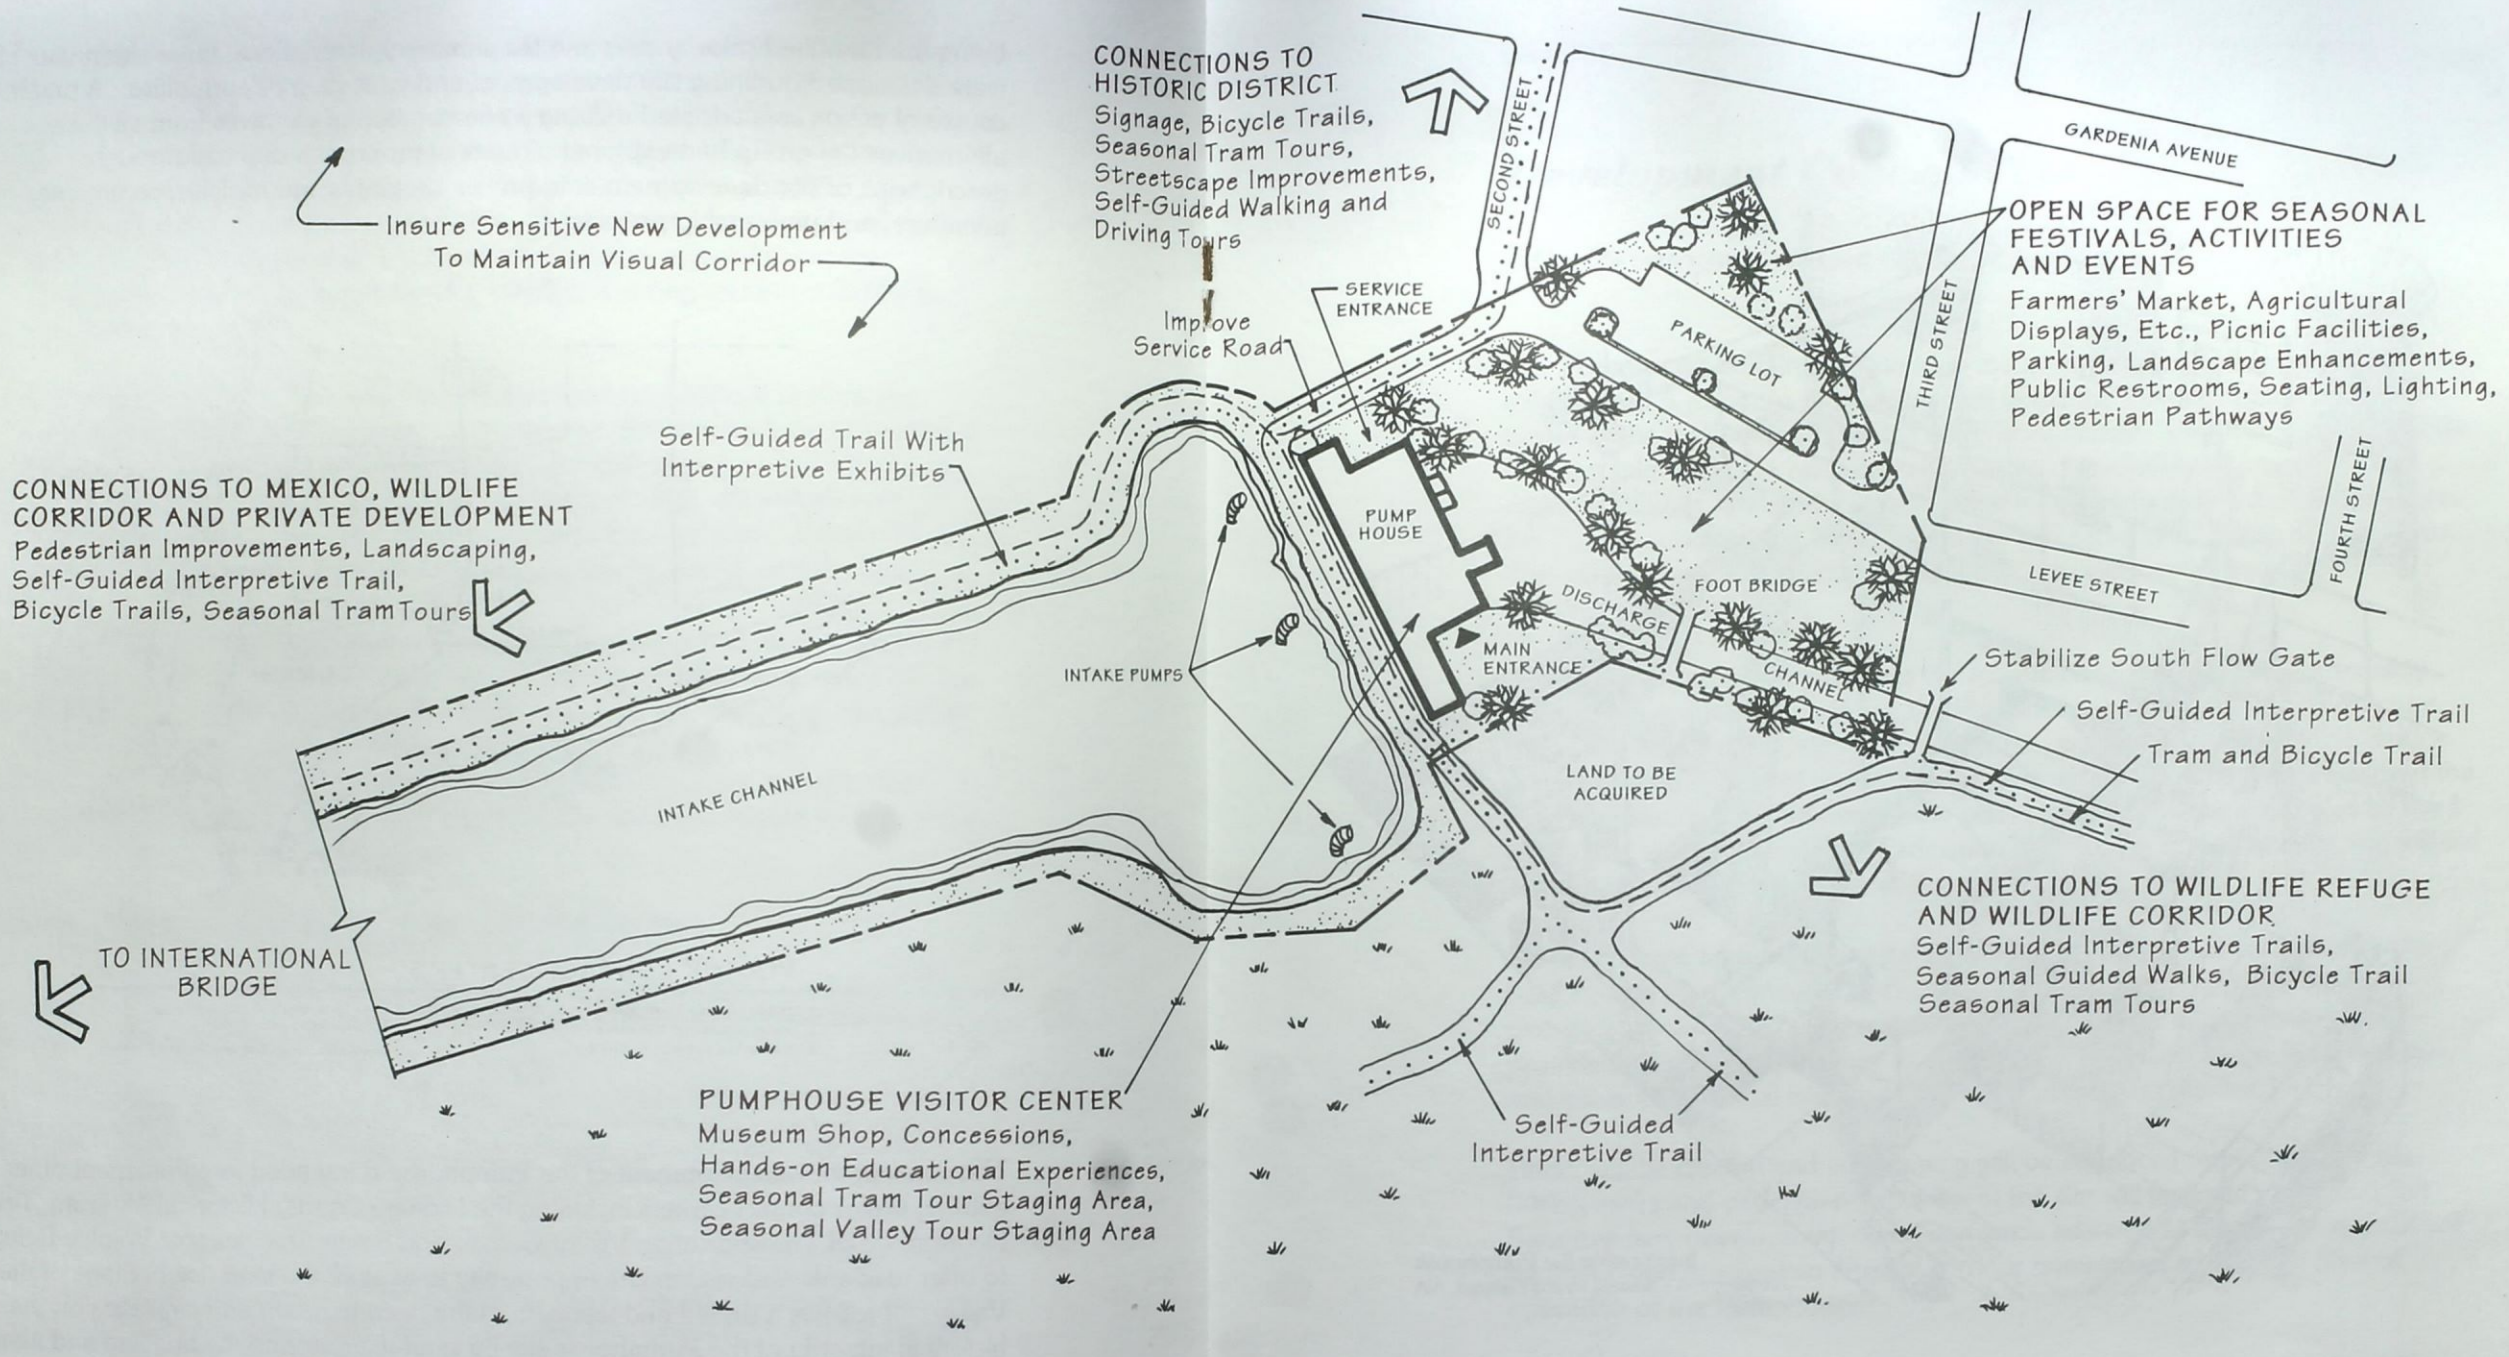 CONNECTIONS TO
HISTORIC DISTRICT
Signage, Bicycle Trails,
Seasonal Tram Tours,
Streetscape Improvements,
Self-Guided Walking and
Driving Tours
SECOND STREET
GARDENIA AVENUE
Insure Sensitive New Development
To Maintain Visual Corridor
OPEN SPACE FOR SEASONAL
FESTIVALS, ACTIVITIES
AND EVENTS
Farmers' Market, Agricultural
Displays, Etc., Picnic Facilities,
Parking, Landscape Enhancements,
Public Restrooms, Seating, Lighting,
Pedestrian Pathways
SERVICE
ENTRANCE
Improve
Service Road
PARKING LOT
THIRD STREET
FOURTH STREET
LEVEE STREET
Self-Guided Trail With
Interpretive Exhibits
CONNECTIONS TO MEXICO, WILDLIFE
CORRIDOR AND PRIVATE DEVELOPMENT
Pedestrian Improvements, Landscaping,
Self-Guided Interpretive Trail,
Bicycle Trails, Seasonal Tram Tours
PUMP
HOUSE
FOOT BRIDGE
DISCHARGE
CHANNEL
MAIN
ENTRANCE
INTAKE PUMPS
Stabilize South Flow Gate
Self-Guided Interpretive Trail
Tram and Bicycle Trail
LAND TO BE
ACQUIRED
INTAKE CHANNEL
CONNECTIONS TO WILDLIFE REFUGE
AND WILDLIFE CORRIDOR
Self-Guided Interpretive Trails,
Seasonal Guided Walks, Bicycle Trail
Seasonal Tram Tours
TO INTERNATIONAL
BRIDGE
PUMPHOUSE VISITOR CENTER
Museum Shop, Concessions,
Hands-on Educational Experiences,
Seasonal Tram Tour Staging Area,
Seasonal Valley Tour Staging Area
Self-Guided
Interpretive Trail